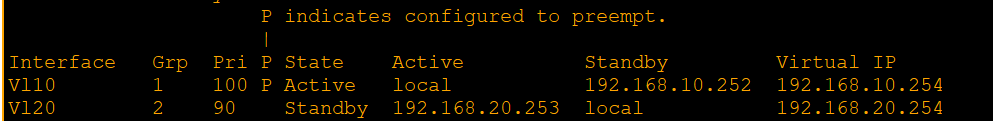 P indicates configured to preempt.
|
Interface   Grp  Pri P State   Active          Standby         Virtual IP
Vl10        1    100 P Active  local           192.168.10.252  192.168.10.254
Vl20        2    90    Standby 192.168.20.253  local           192.168.20.254